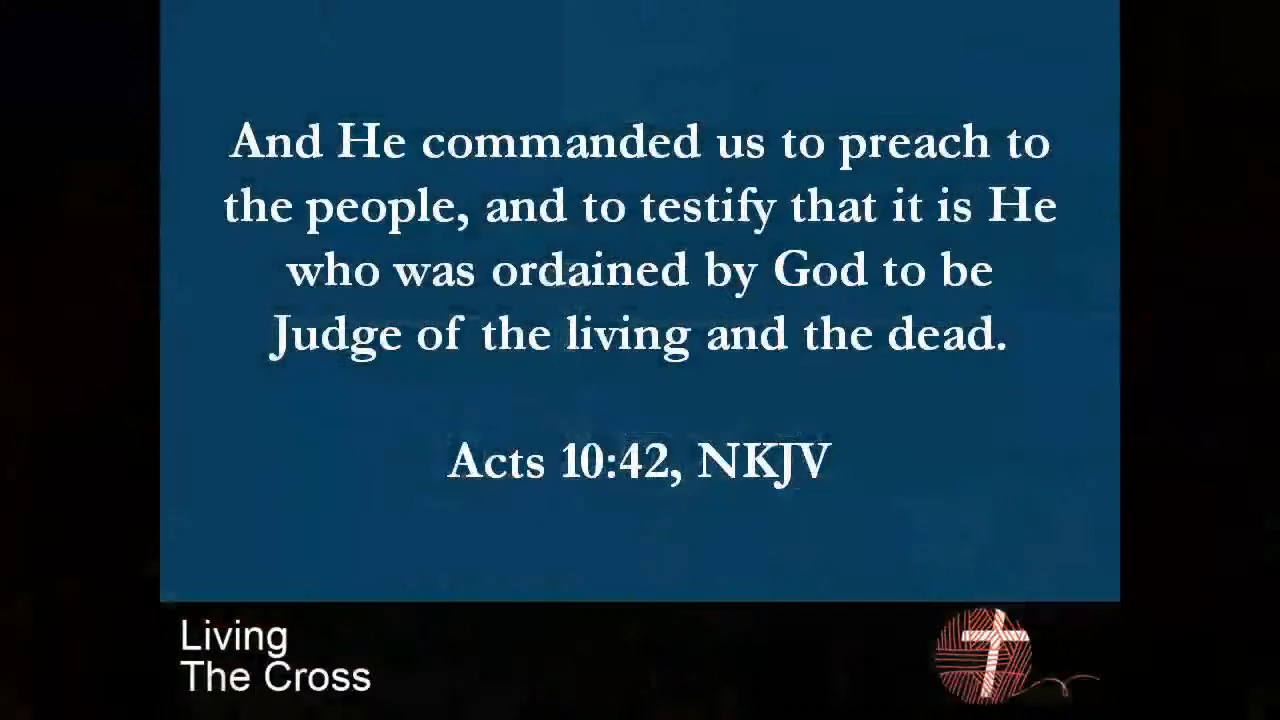 And He commanded us to preach to
the people, and to testify that it is He
who was ordained by God to be
Judge of the living and the dead.
Acts 10:42, NKJV
Living
The Cross